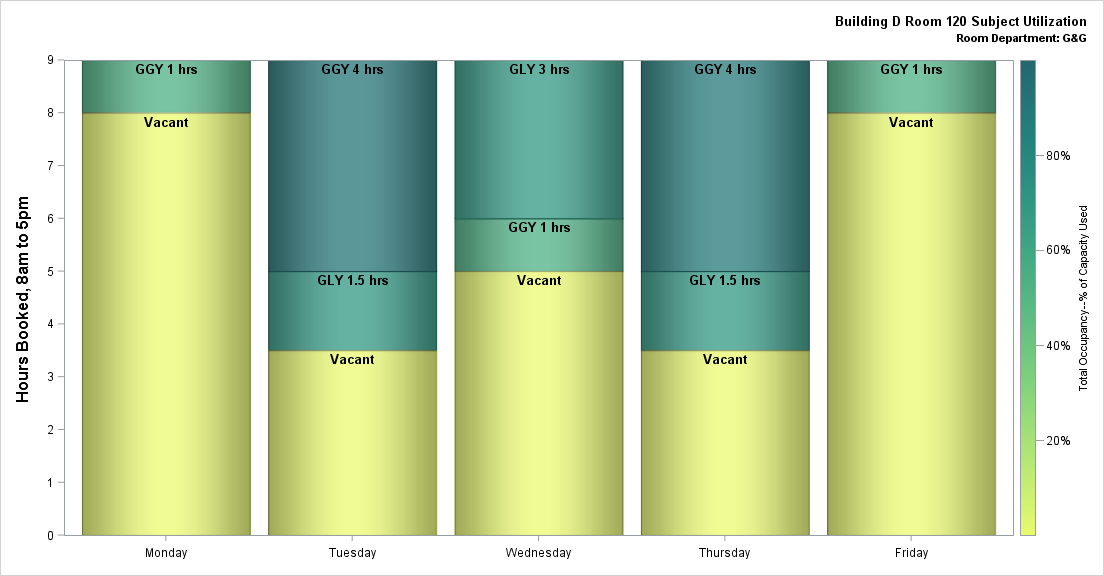 Building D Room 120 Subject Utilization
Room Department: G&G
Hours Booked, 8am to 5pm
9
8
7
6
5
4
3
2
1
0
GGY 1 hrs
Vacant
GGY 4 hrs
GLY 1.5 hrs
Vacant
GLY 3 hrs
GGY 1 hrs
Vacant
GGY 4 hrs
GLY 1.5 hrs
Vacant
GGY 1 hrs
Vacant
Monday
Tuesday
Wednesday
Thursday
Friday
80%
60%
40%
20%
Total Occupancy--% of Capacity Used